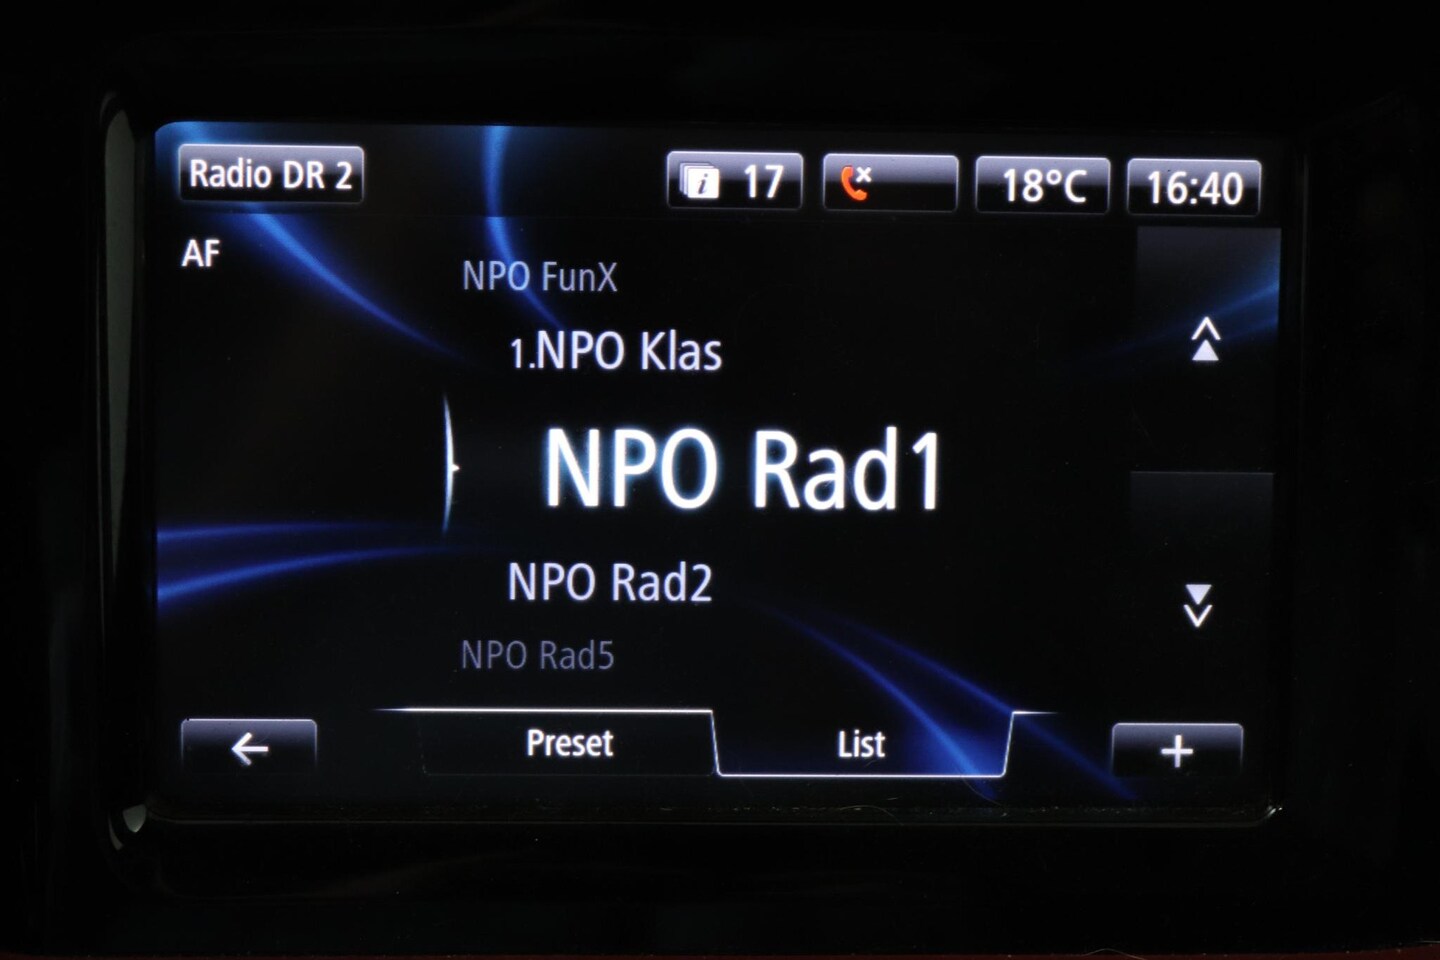 Radio DR 2
i 17
18°C
16:40
AF
NPO FunX
1.NPO Klas
NPO Rad1
NPO Rad2
NPO Rad5
Preset
List